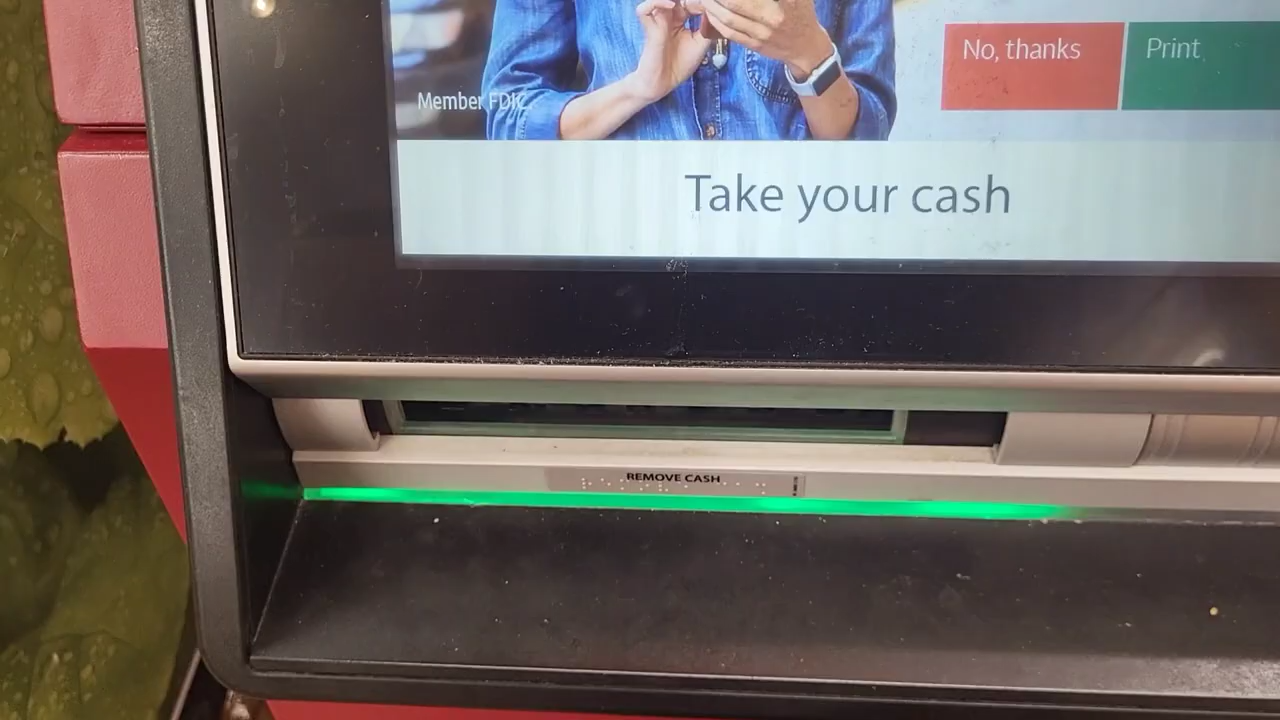 No, thanks
Print
Member FDIC
Take your cash
REMOVE CASH